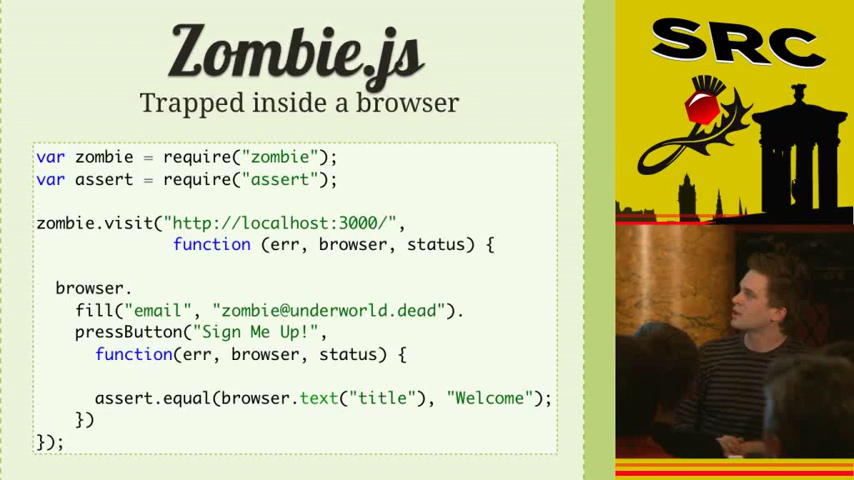 Zombie.js
Trapped inside a browser
var zombie = require("zombie");
var assert = require("assert");
zombie.visit("http://localhost:3000/",
function (err, browser, status) {
browser.
fill("email", "zombie@underworld.dead").
pressButton("Sign Me Up!",
function(err, browser, status) {
assert.equal(browser.text("title"), "Welcome");
})
});
SRC